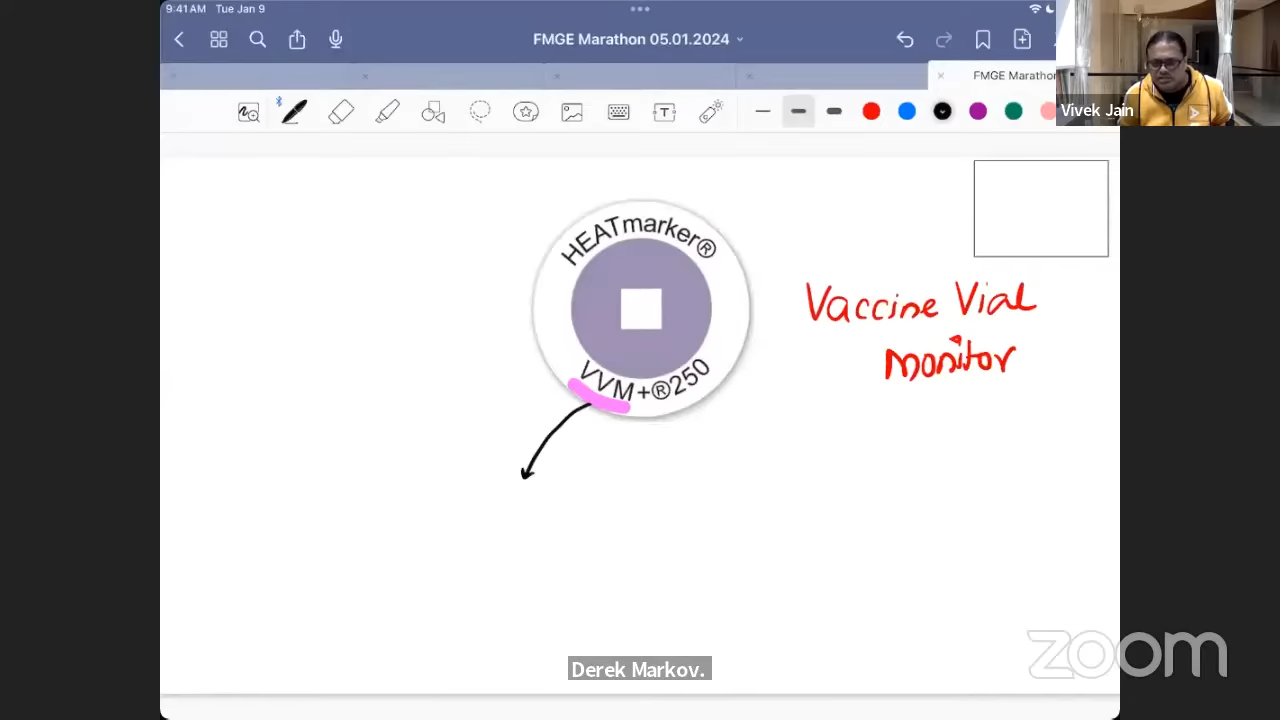 9:41 AM Tue Jan 9
FMGE Marathon 05.01.2024
FMGE Marathon
Vivek Jain
HEATmarker®
VVM+®250
Vaccine Vial
monitor
Derek Markov.
zoom